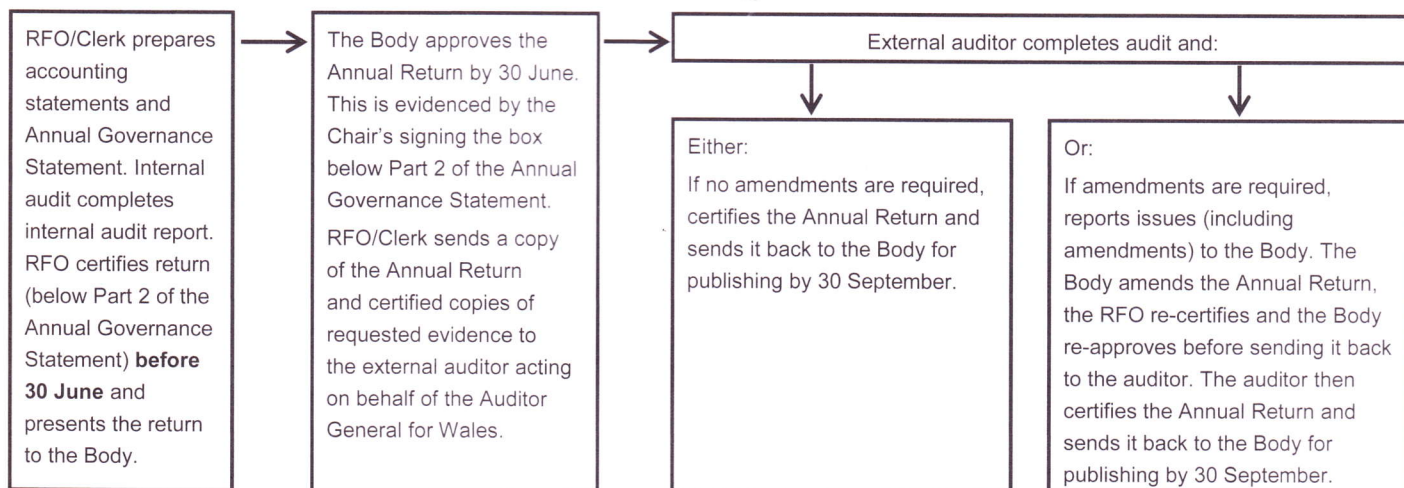 RFO/Clerk prepares
accounting
statements and
Annual Governance
Statement. Internal
audit completes
internal audit report.
RFO certifies return
(below Part 2 of the
Annual Governance
Statement) before
30 June and
presents the return
to the Body.
The Body approves the
Annual Return by 30 June.
This is evidenced by the
Chair's signing the box
below Part 2 of the Annual
Governance Statement.
RFO/Clerk sends a copy
of the Annual Return
and certified copies of
requested evidence to
the external auditor acting
on behalf of the Auditor
General for Wales.
External auditor completes audit and:
Either:
If no amendments are required,
certifies the Annual Return and
sends it back to the Body for
publishing by 30 September.
Or:
If amendments are required,
reports issues (including
amendments) to the Body. The
Body amends the Annual Return,
the RFO re-certifies and the Body
re-approves before sending it back
to the auditor. The auditor then
certifies the Annual Return and
sends it back to the Body for
publishing by 30 September.